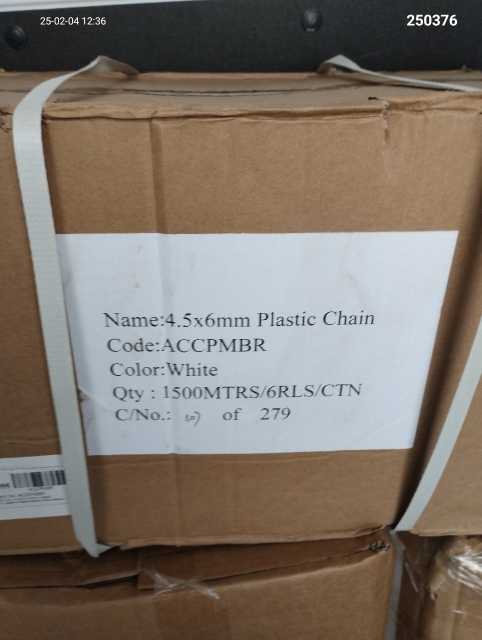 25-02-04 12:36
250376
Name:4.5x6mm Plastic Chain
Code:ACCPMBR
Color:White
Qty : 1500MTRS/6RLS/CTN
C/No.: of 279